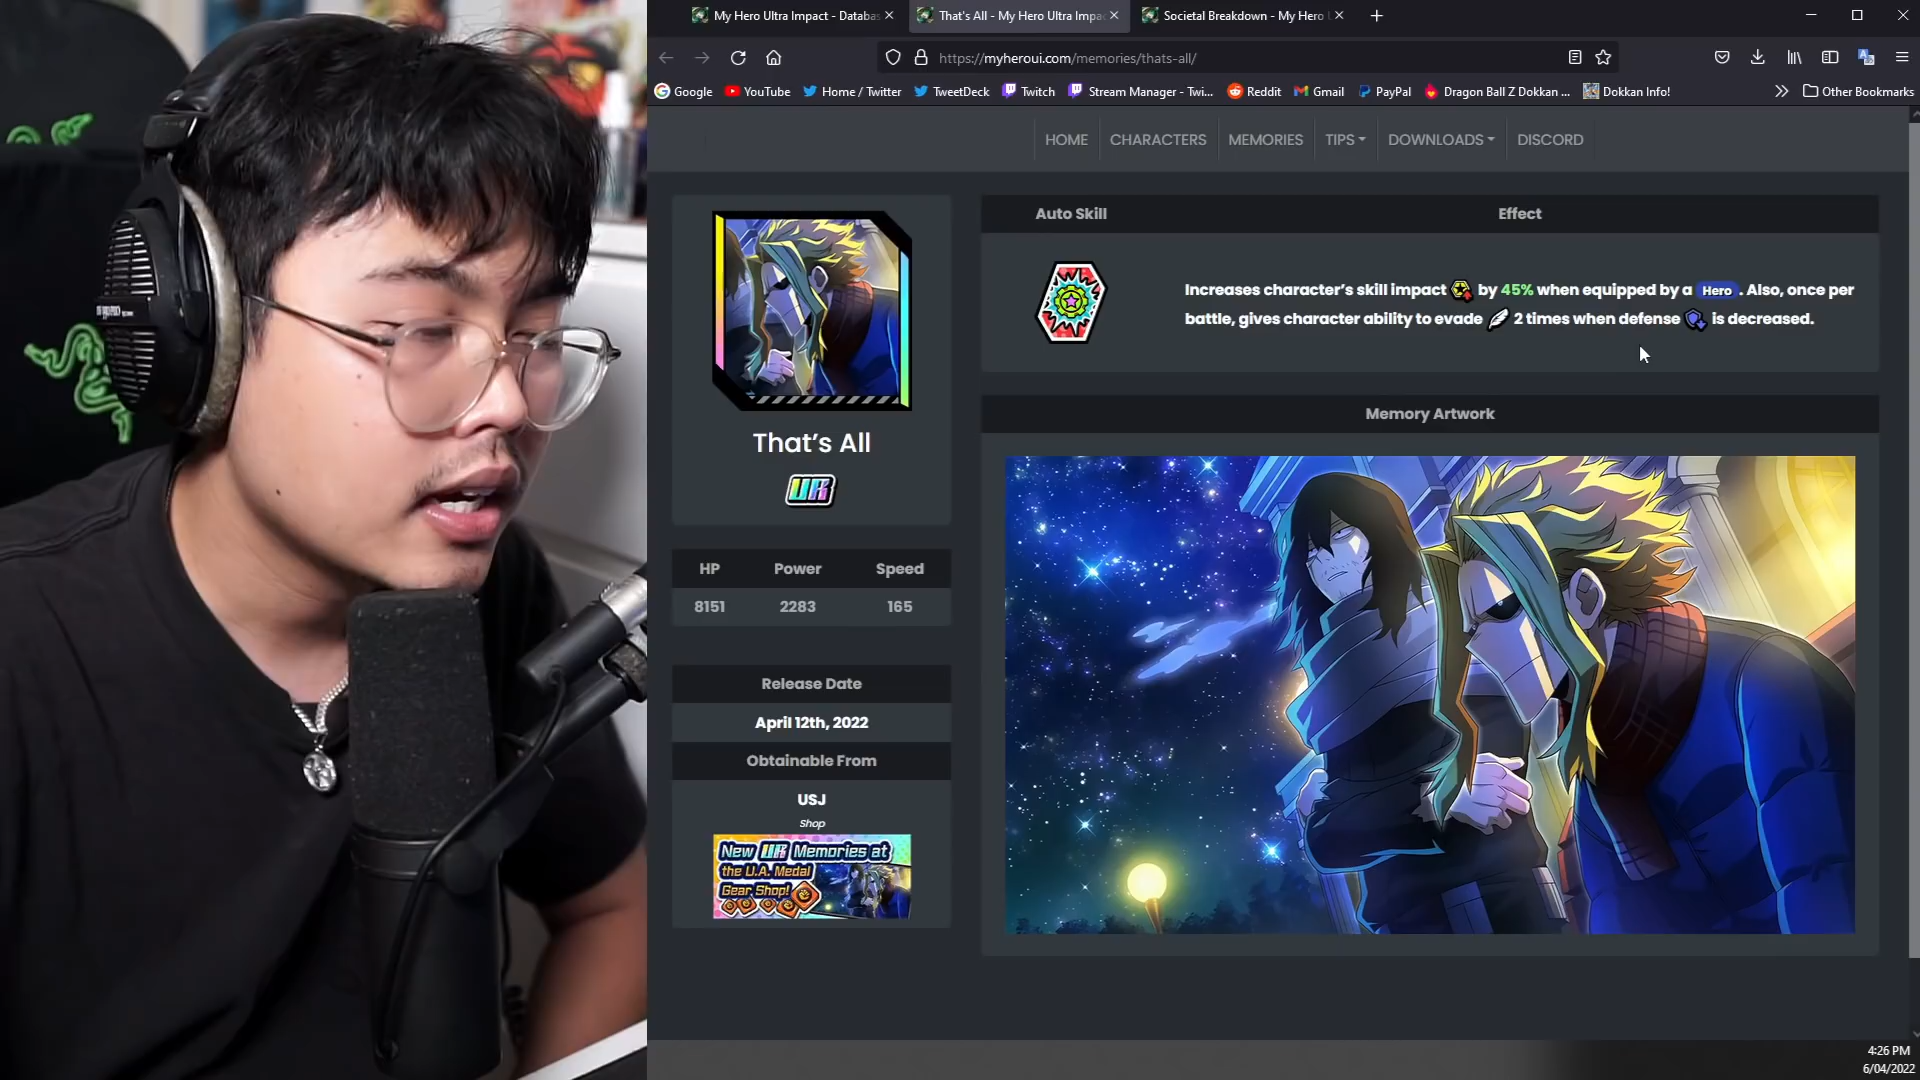 My Hero Ultra Impact - Databas
That's All - My Hero Ultra Impac
Societal Breakdown - My Hero U
https://myheroui.com/memories/thats-all/
Google
YouTube
Home / Twitter
TweetDeck
Twitch
Stream Manager - Twi...
Reddit
Gmail
PayPal
Dragon Ball Z Dokkan ...
Dokkan Info!
Other Bookmarks
HOME
CHARACTERS
MEMORIES
TIPS
DOWNLOADS
DISCORD
Auto Skill
Effect
Increases character's skill impact by 45% when equipped by a Hero. Also, once per
battle, gives character ability to evade 2 times when defense is decreased.
That's All
UR
HP
Power
Speed
8151
2283
165
Release Date
April 12th, 2022
Obtainable From
USJ
Shop
New UR Memories at
the U.A. Medal
Gear Shop!
Memory Artwork
4:26 PM
6/04/2022